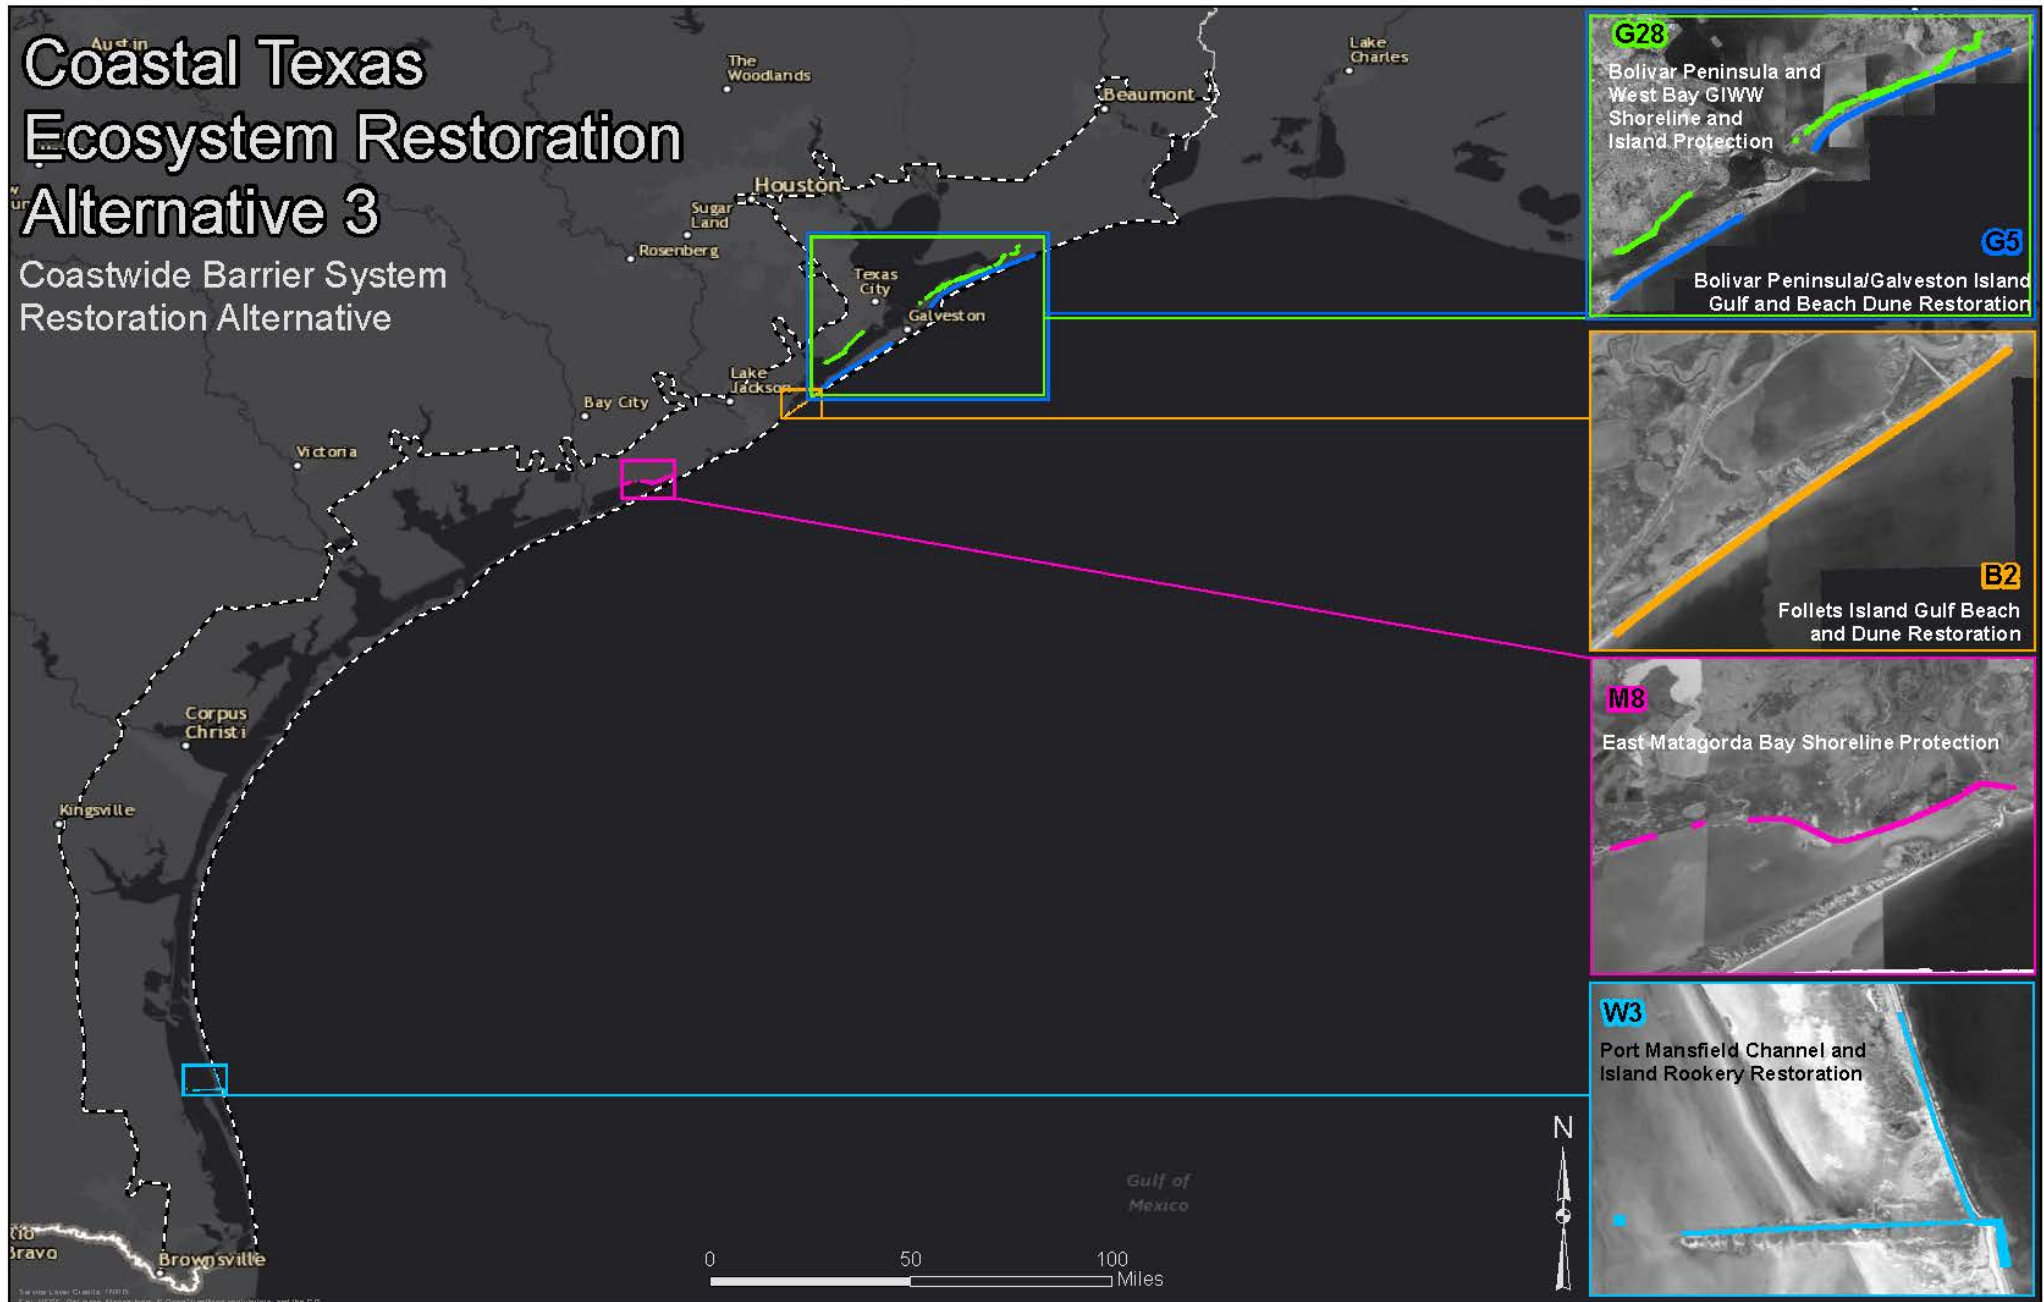 Coastal Texas
Ecosystem Restoration
Alternative 3
Coastwide Barrier System
Restoration Alternative
Austin
The
Woodlands
Lake
Charles
Beaumont
Houston
Sugar
Land
Rosenberg
Texas
City
Galveston
Lake
Jackson
Bay City
Victoria
Corpus
Christi
Kingsville
Rio
Bravo
Brownsville
Gulf of
Mexico
0 50 100
Miles
N
G28
Bolivar Peninsula and
West Bay GIWW
Shoreline and
Island Protection
G5
Bolivar Peninsula/Galveston Island
Gulf and Beach Dune Restoration
B2
Follets Island Gulf Beach
and Dune Restoration
M8
East Matagorda Bay Shoreline Protection
W3
Port Mansfield Channel and
Island Rookery Restoration